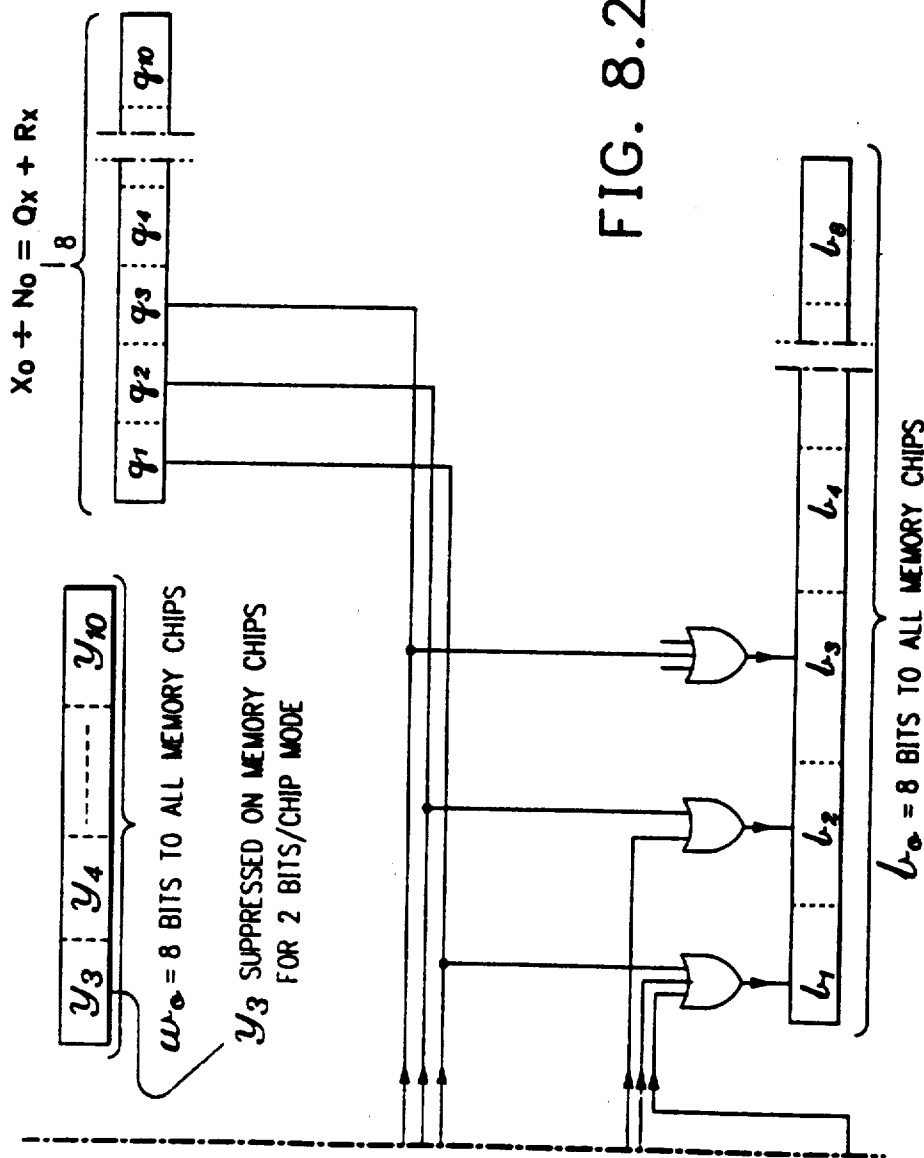 X₀ ÷ N₀ = Qx + Rx
8
q1 q2 q3 q4 q10
y3 y4 y10
w₀ = 8 BITS TO ALL MEMORY CHIPS
y3 SUPPRESSED ON MEMORY CHIPS
FOR 2 BITS/CHIP MODE
FIG. 8.2
b1 b2 b3 b4 b8
b₀ = 8 BITS TO ALL MEMORY CHIPS